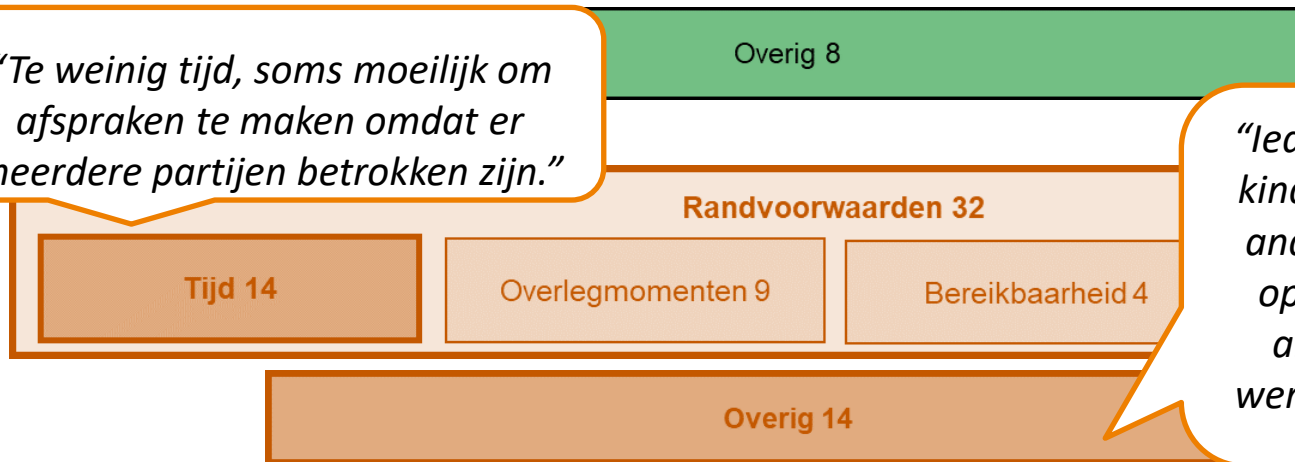 “Te weinig tijd, soms moeilijk om
afspraken te maken omdat er
meerdere partijen betrokken zijn.”
Overig 8
Randvoorwaarden 32
Tijd 14
Overlegmomenten 9
Bereikbaarheid 4
Overig 14